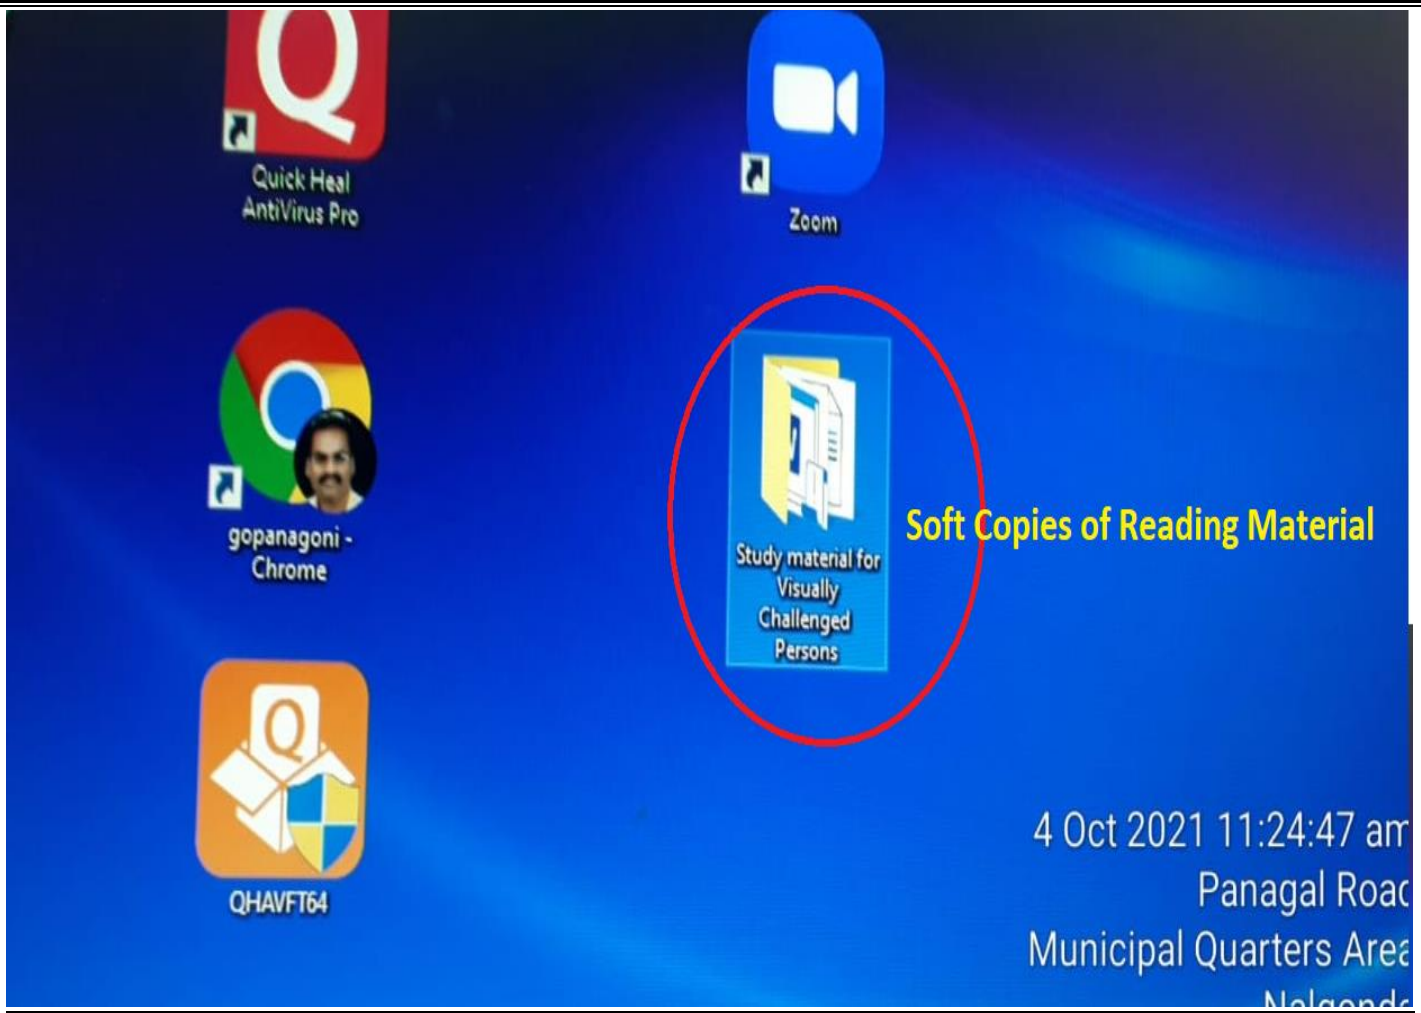 Quick Heal
AntiVirus Pro
Zoom
gopanagoni -
Chrome
Study material for
Visually
Challenged
Persons
Soft Copies of Reading Material
QHAVFT64
4 Oct 2021 11:24:47 am
Panagal Road
Municipal Quarters Area
Nalgonda